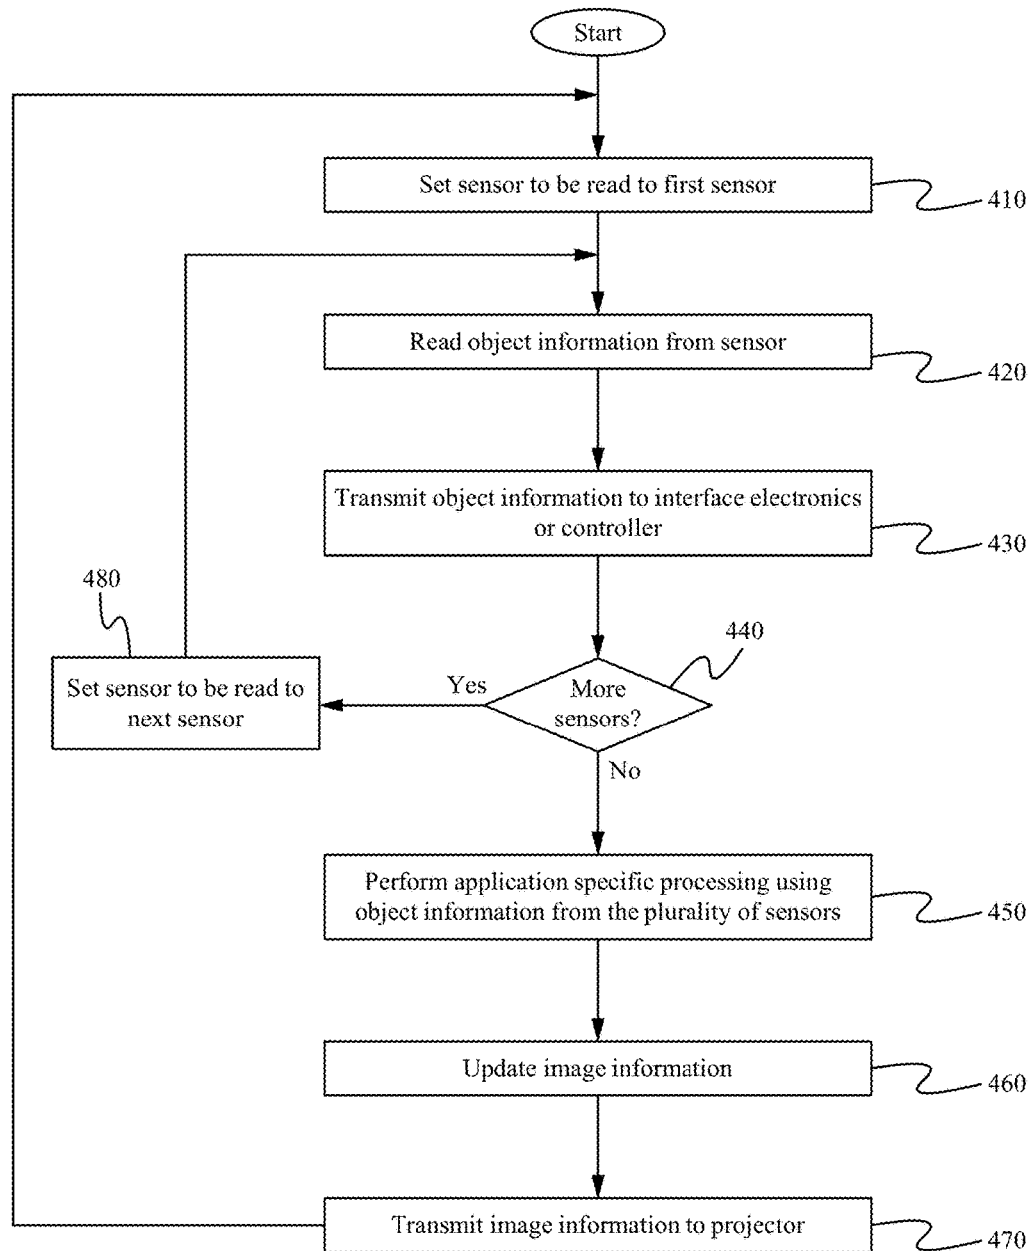 Start
Set sensor to be read to first sensor
410
Read object information from sensor
420
Transmit object information to interface electronics
or controller
430
480
440
Set sensor to be read to
next sensor
Yes
More
sensors?
No
Perform application specific processing using
object information from the plurality of sensors
450
Update image information
460
Transmit image information to projector
470